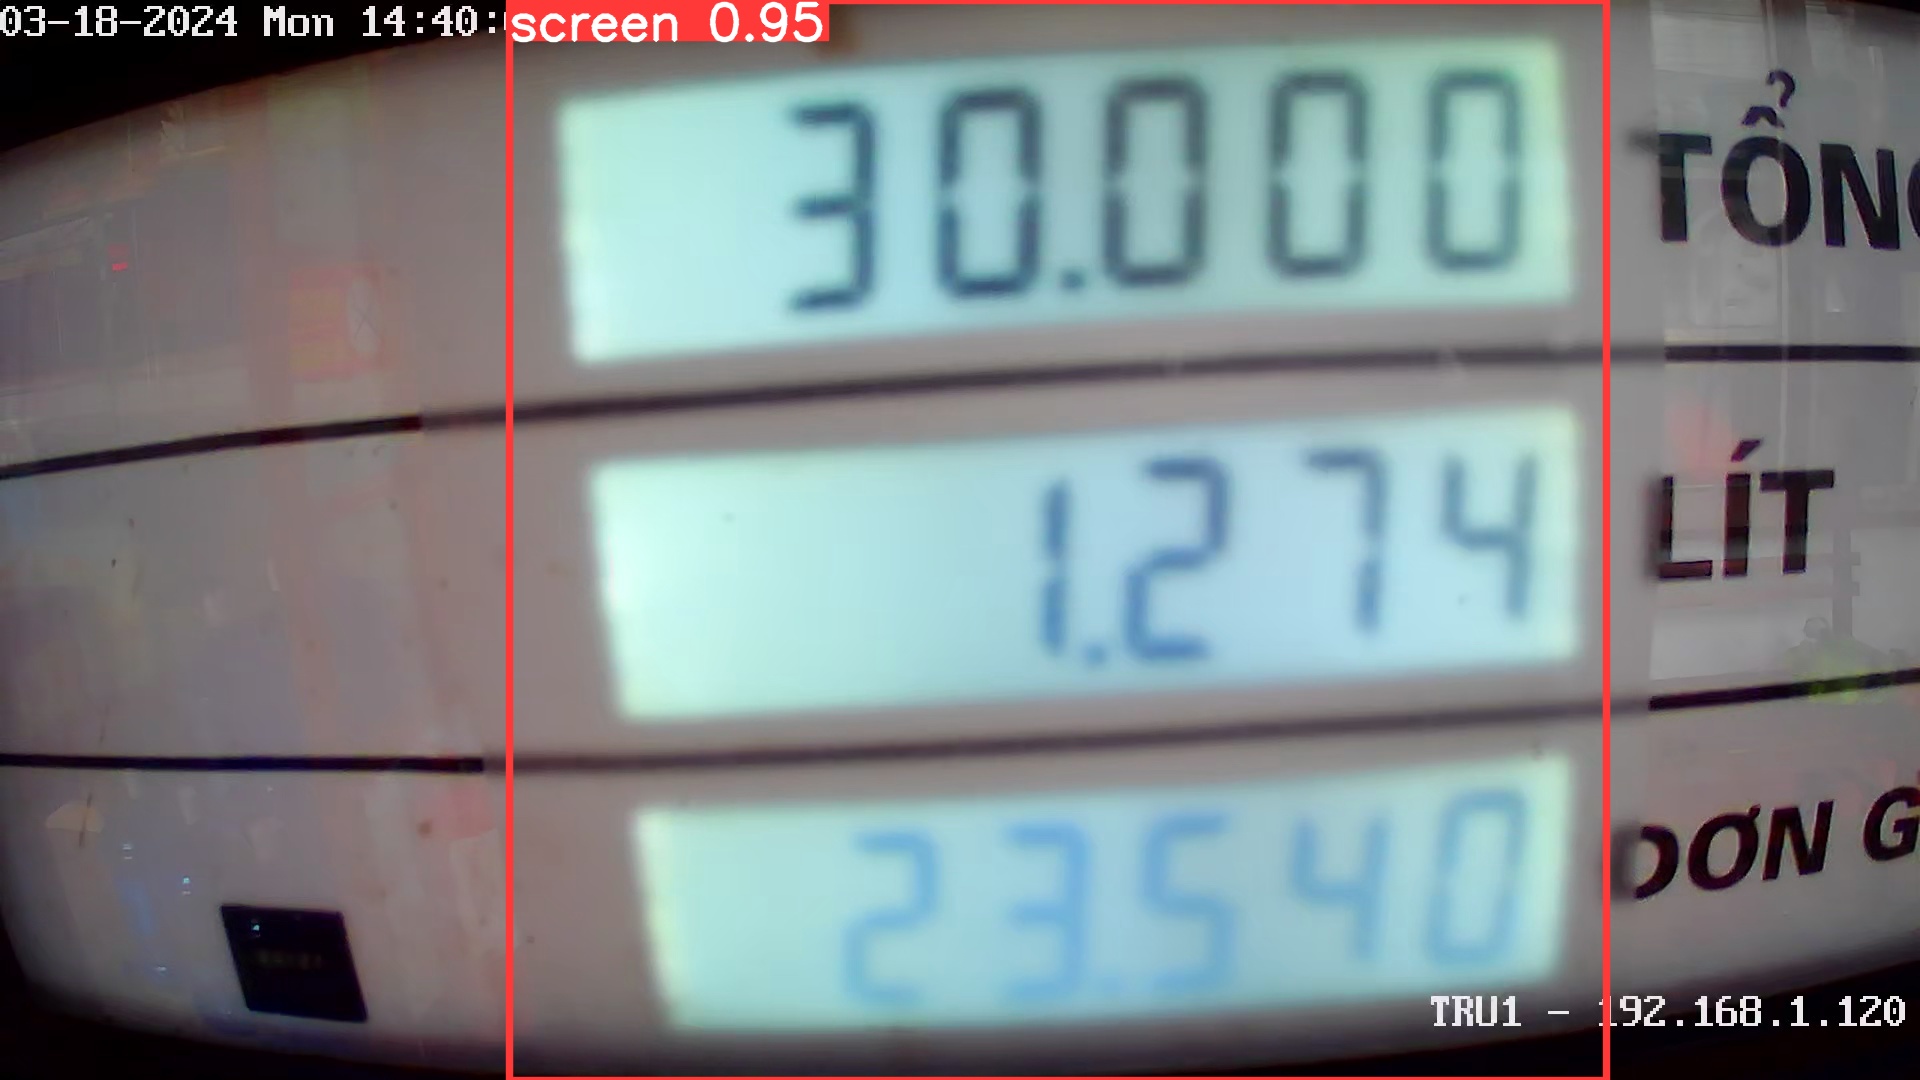 03-18-2024 Mon 14:40:
screen 0.95
30.000
TỔNG
1.274
LÍT
23.540
ĐƠN G
TRU1 - 192.168.1.120